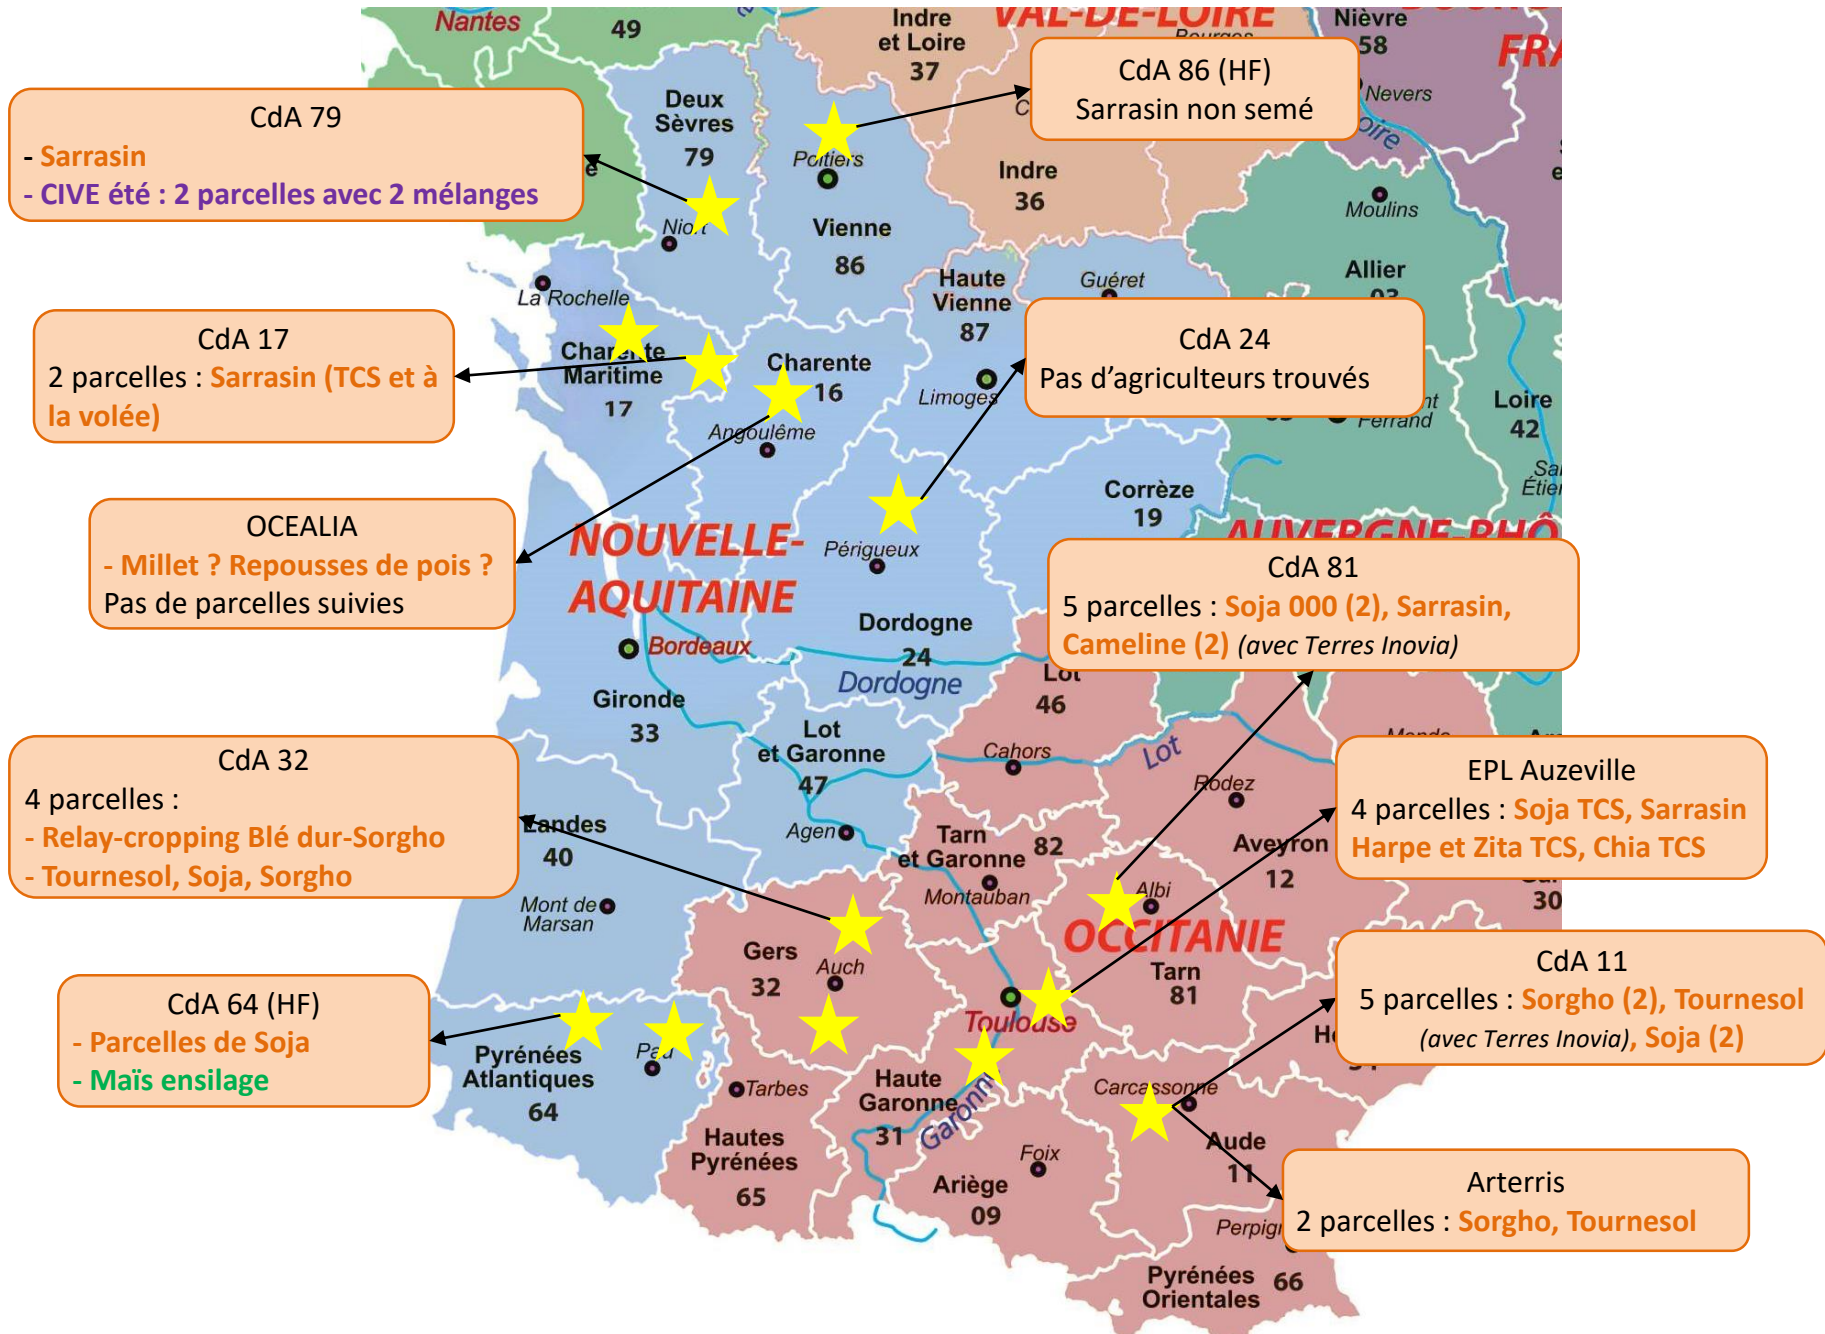 Nantes
49
Indre
et Loire
37
VAL-DE-LOIRE
Bourges
Nièvre
58
Nevers
CdA 86 (HF)
Sarrasin non semé
CdA 79
- Sarrasin
- CIVE été : 2 parcelles avec 2 mélanges
Deux
Sèvres
79
Poitiers
Niort
Vienne
86
Indre
36
Moulins
Allier
03
La Rochelle
Haute
Vienne
87
Guéret
CdA 17
2 parcelles : Sarrasin (TCS et à
la volée)
Charente
Maritime
17
Charente
16
Angoulême
Limoges
CdA 24
Pas d'agriculteurs trouvés
Ferrand
Loire
42
OCEALIA
- Millet ? Repousses de pois ?
Pas de parcelles suivies
NOUVELLE-
AQUITAINE
Périgueux
Corrèze
19
AUVERGNE-RHÔ
Dordogne
24
Dordogne
Bordeaux
Gironde
33
CdA 81
5 parcelles : Soja 000 (2), Sarrasin,
Cameline (2) (avec Terres Inovia)
Lot
46
Lot
et Garonne
47
Cahors
Lot
Rodez
Mende
CdA 32
4 parcelles :
- Relay-cropping Blé dur-Sorgho
- Tournesol, Soja, Sorgho
Landes
40
Agen
Mont de
Marsan
Tarn
et Garonne
82
Montauban
Aveyron
12
EPL Auzeville
4 parcelles : Soja TCS, Sarrasin
Harpe et Zita TCS, Chia TCS
30
Albi
OCCITANIE
Tarn
81
Gers
32
Auch
Toulouse
CdA 11
5 parcelles : Sorgho (2), Tournesol
(avec Terres Inovia), Soja (2)
CdA 64 (HF)
- Parcelles de Soja
- Maïs ensilage
Pyrénées
Atlantiques
64
Pau
Tarbes
Haute
Garonne
31
Garonne
Carcassonne
Aude
11
Hautes
Pyrénées
65
Foix
Ariège
09
Arterris
2 parcelles : Sorgho, Tournesol
Pyrénées
Orientales
66